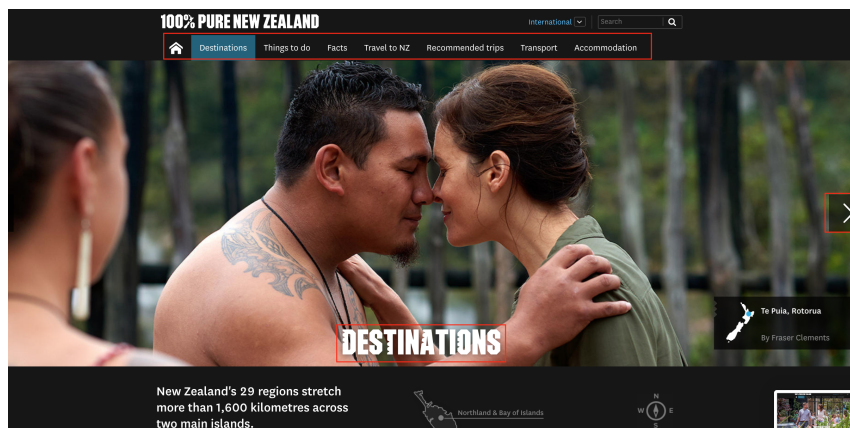 100% PURE NEW ZEALAND
International
Search
Destinations Things to do Facts Travel to NZ Recommended trips Transport Accommodation
Te Puia, Rotorua
By Fraser Clements
DESTINATIONS
New Zealand's 29 regions stretch
more than 1,600 kilometres across
two main islands.
Northland & Bay of Islands
N
W E
S